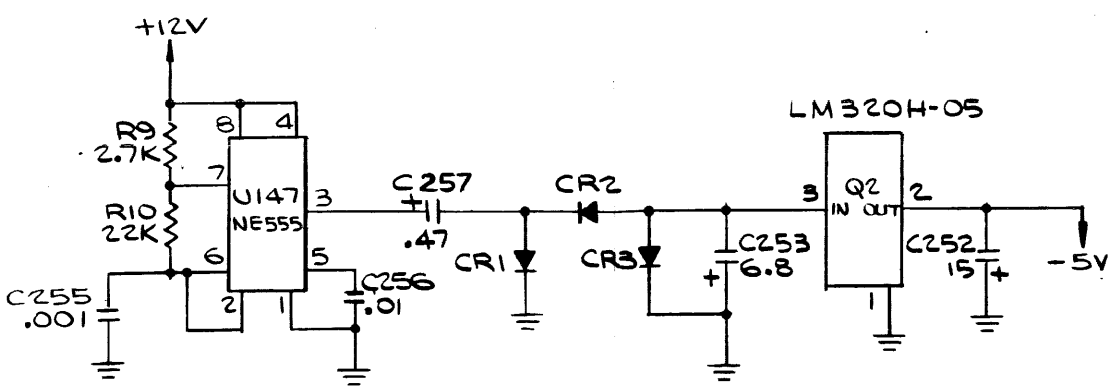 +12V
LM320H-05
R9
2.7K
8
4
7
U147
NE555
3
C257
+
.47
CR2
3
Q2
IN OUT
2
R10
22K
6
5
CR1
CR3
C253
6.8
+
C252
15
+
-5V
C255
.001
2
1
C256
.01
1